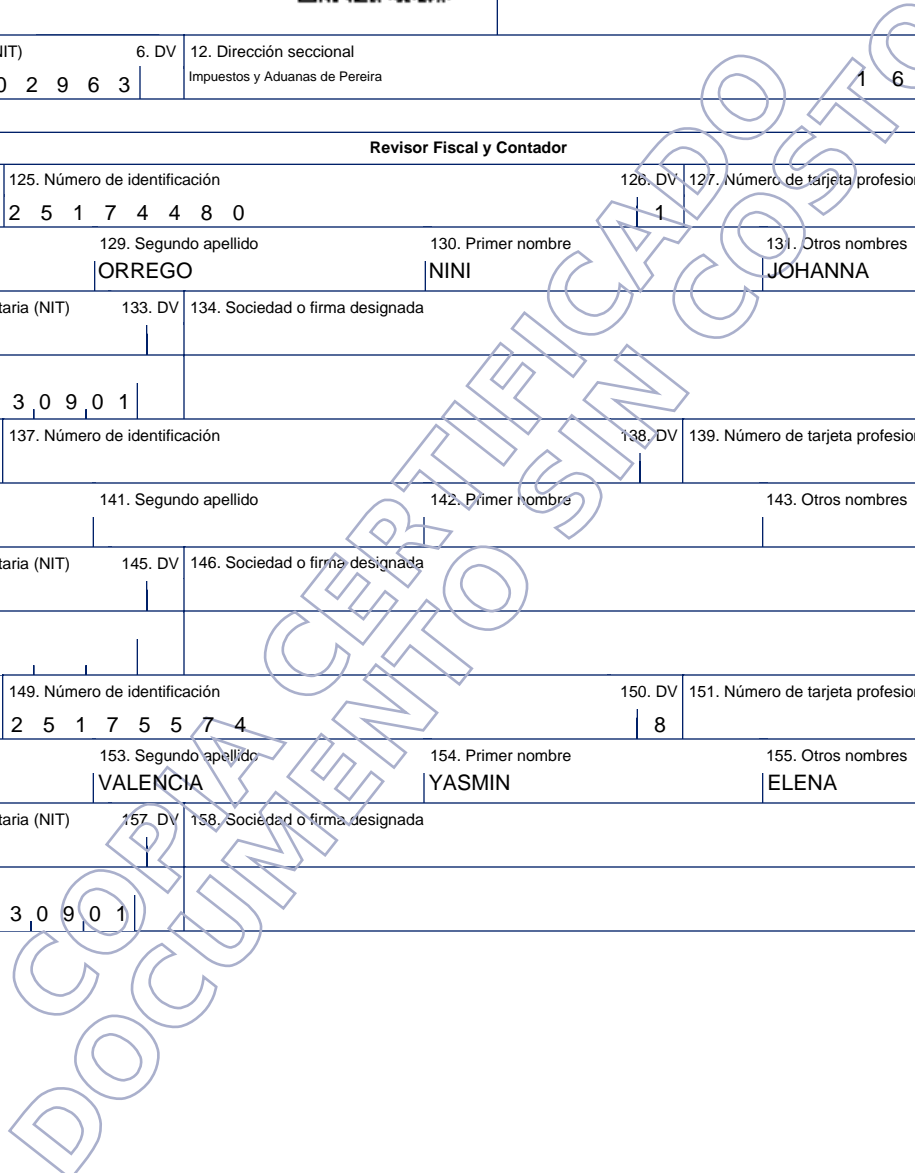 NIT) 6. DV 12. Dirección seccional
0 2 9 6 3 Impuestos y Aduanas de Pereira 1 6
Revisor Fiscal y Contador
125. Número de identificación 126. DV 127. Número de tarjeta profesion
2 5 1 7 4 4 8 0 1
129. Segundo apellido 130. Primer nombre 131. Otros nombres
ORREGO NINI JOHANNA
taria (NIT) 133. DV 134. Sociedad o firma designada
3 0 9 0 1
137. Número de identificación 138. DV 139. Número de tarjeta profesion
141. Segundo apellido 142. Primer nombre 143. Otros nombres
taria (NIT) 145. DV 146. Sociedad o firma designada
149. Número de identificación 150. DV 151. Número de tarjeta profesion
2 5 1 7 5 5 7 4 8
153. Segundo apellido 154. Primer nombre 155. Otros nombres
VALENCIA YASMIN ELENA
taria (NIT) 157. DV 158. Sociedad o firma designada
3 0 9 0 1
COPIA CERTIFICADO
DOCUMENTO SIN COSTO